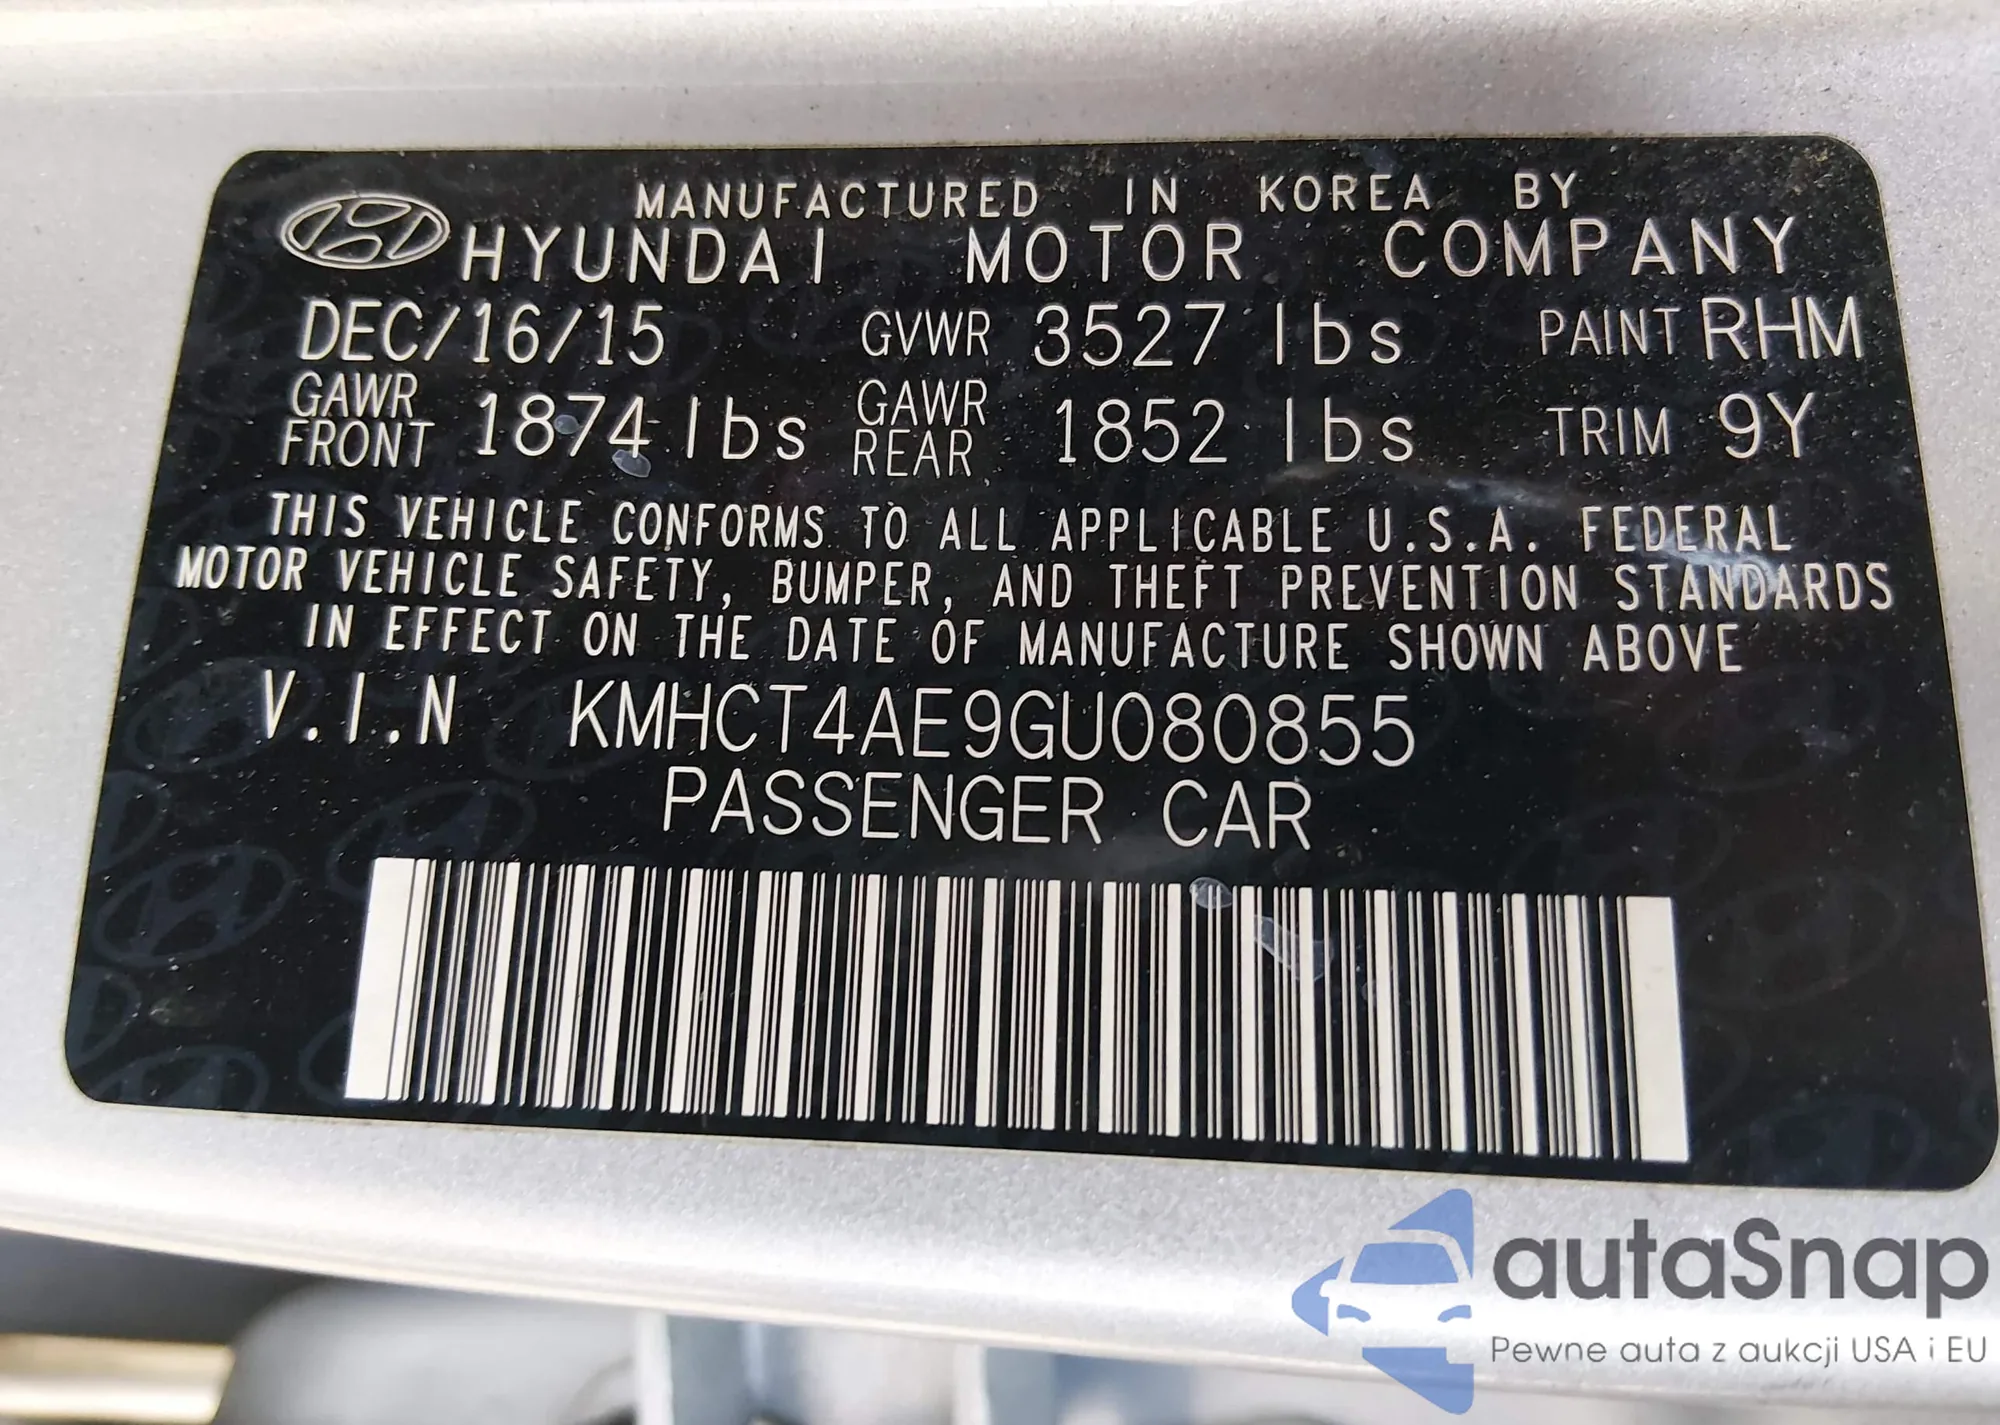 MANUFACTURED IN KOREA BY
HYUNDAI MOTOR COMPANY
DEC/16/15 GVWR 3527 lbs PAINT RHM
GAWR FRONT 1874 lbs GAWR REAR 1852 lbs TRIM 9Y
THIS VEHICLE CONFORMS TO ALL APPLICABLE U.S.A. FEDERAL
MOTOR VEHICLE SAFETY, BUMPER, AND THEFT PREVENTION STANDARDS
IN EFFECT ON THE DATE OF MANUFACTURE SHOWN ABOVE
V.I.N KMHCT4AE9GU080855
PASSENGER CAR
autaSnap
Pewne auta z aukcji USA i EU